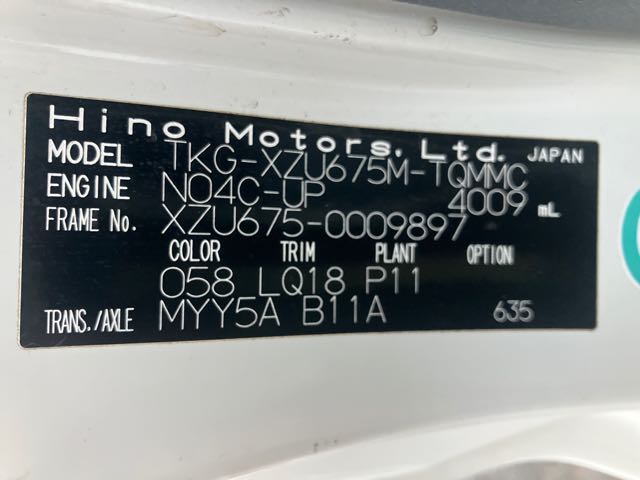 Hino Motors, Ltd. JAPAN
MODEL TKG-XZU675M-TQMMC
ENGINE N04C-UP 4009 mL
FRAME No. XZU675-0009897
COLOR TRIM PLANT OPTION
058 LQ18 P11
TRANS./AXLE MYY5A B11A 635